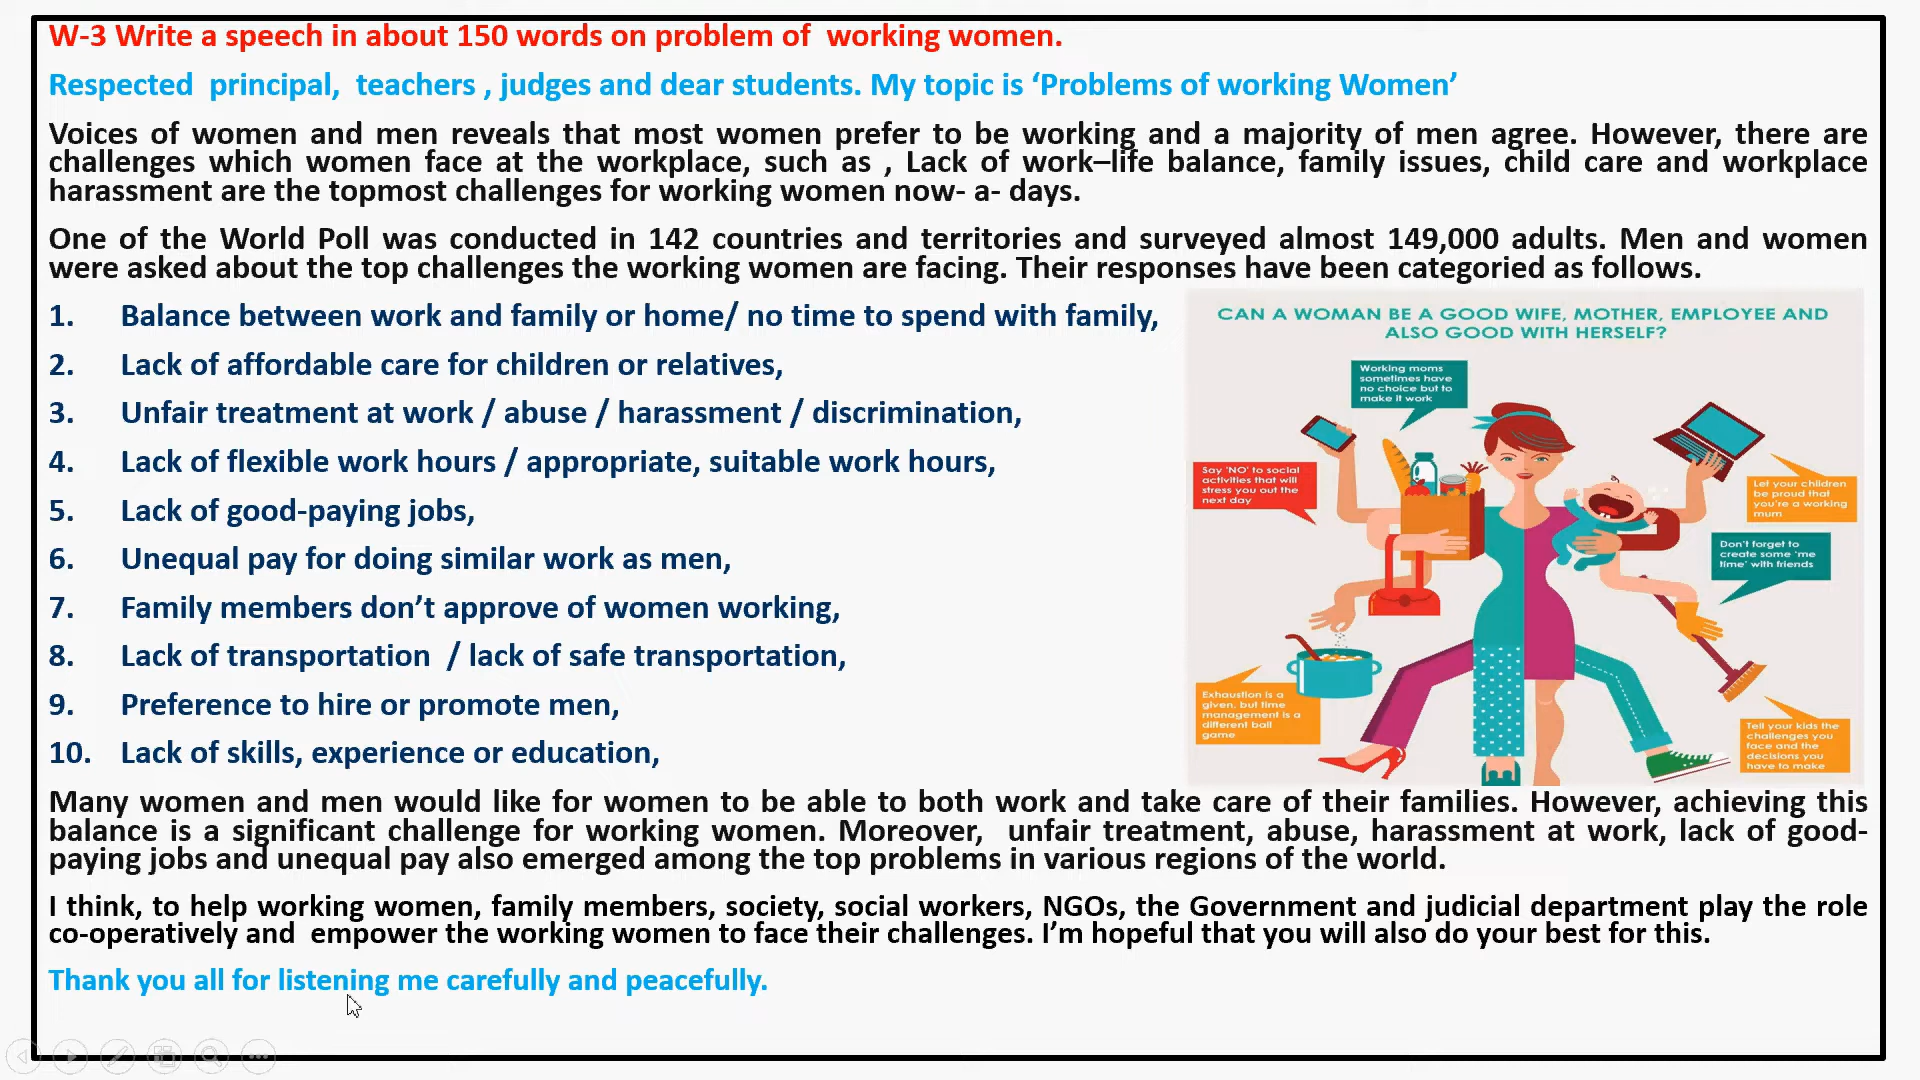 W-3 Write a speech in about 150 words on problem of working women.
Respected principal, teachers , judges and dear students. My topic is ‘Problems of working Women’
Voices of women and men reveals that most women prefer to be working and a majority of men agree. However, there are
challenges which women face at the workplace, such as , Lack of work–life balance, family issues, child care and workplace
harassment are the topmost challenges for working women now- a- days.
One of the World Poll was conducted in 142 countries and territories and surveyed almost 149,000 adults. Men and women
were asked about the top challenges the working women are facing. Their responses have been categoried as follows.
1. Balance between work and family or home/ no time to spend with family,
2. Lack of affordable care for children or relatives,
3. Unfair treatment at work / abuse / harassment / discrimination,
4. Lack of flexible work hours / appropriate, suitable work hours,
5. Lack of good-paying jobs,
6. Unequal pay for doing similar work as men,
7. Family members don’t approve of women working,
8. Lack of transportation / lack of safe transportation,
9. Preference to hire or promote men,
10. Lack of skills, experience or education,
CAN A WOMAN BE A GOOD WIFE, MOTHER, EMPLOYEE AND
ALSO GOOD WITH HERSELF?
Working moms
sometimes have
no choice but to
make it work
Say 'NO' to social
activities that will
stress you out the
next day
Let your children
be proud that
you're a working
mum
Don't forget to
create some 'me
time' with friends
Exhaustion is a
given, but time
management is a
different ball
game
Tell your kids the
challenges you
face and the
decisions you
have to make
Many women and men would like for women to be able to both work and take care of their families. However, achieving this
balance is a significant challenge for working women. Moreover, unfair treatment, abuse, harassment at work, lack of good-
paying jobs and unequal pay also emerged among the top problems in various regions of the world.
I think, to help working women, family members, society, social workers, NGOs, the Government and judicial department play the role
co-operatively and empower the working women to face their challenges. I’m hopeful that you will also do your best for this.
Thank you all for listening me carefully and peacefully.